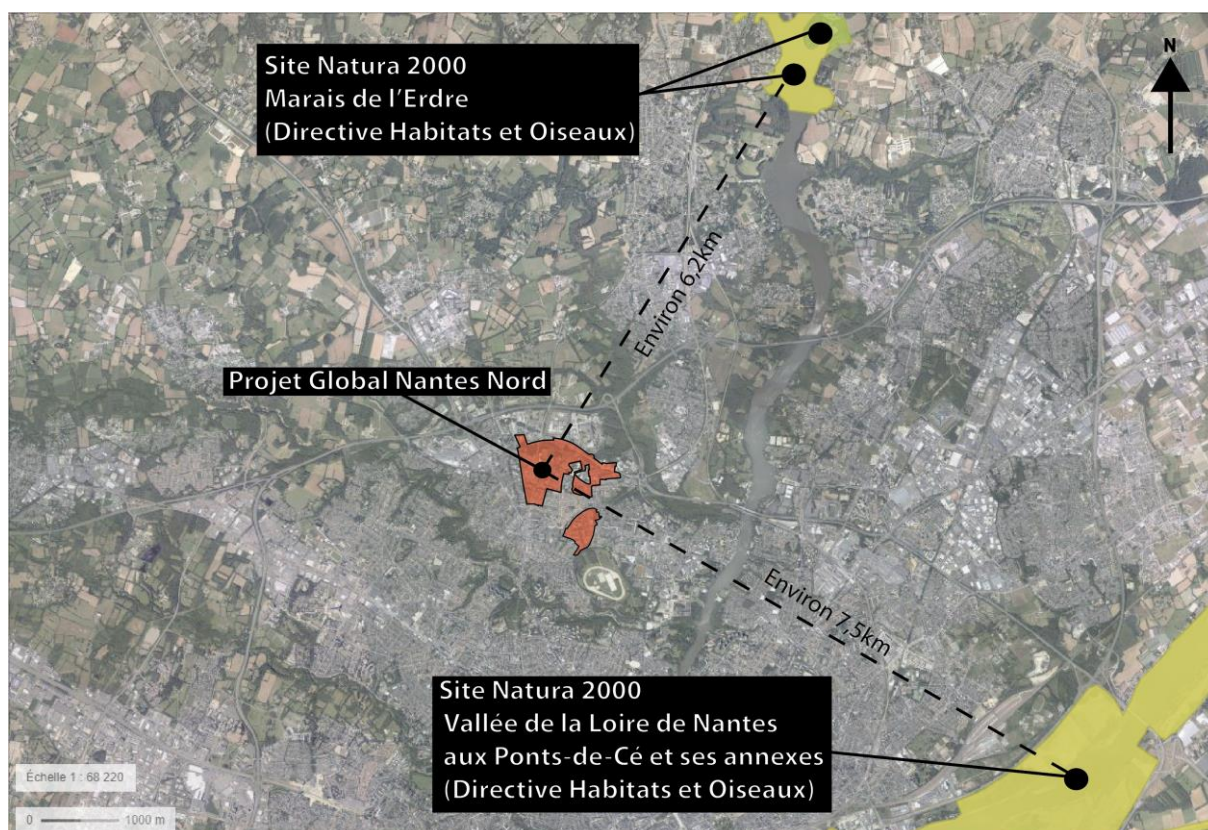 Site Natura 2000
Marais de l'Erdre
(Directive Habitats et Oiseaux)
N
Environ 6,2km
Projet Global Nantes Nord
Environ 7,5km
Site Natura 2000
Vallée de la Loire de Nantes
aux Ponts-de-Cé et ses annexes
(Directive Habitats et Oiseaux)
Échelle 1 : 68 220
0 1000 m